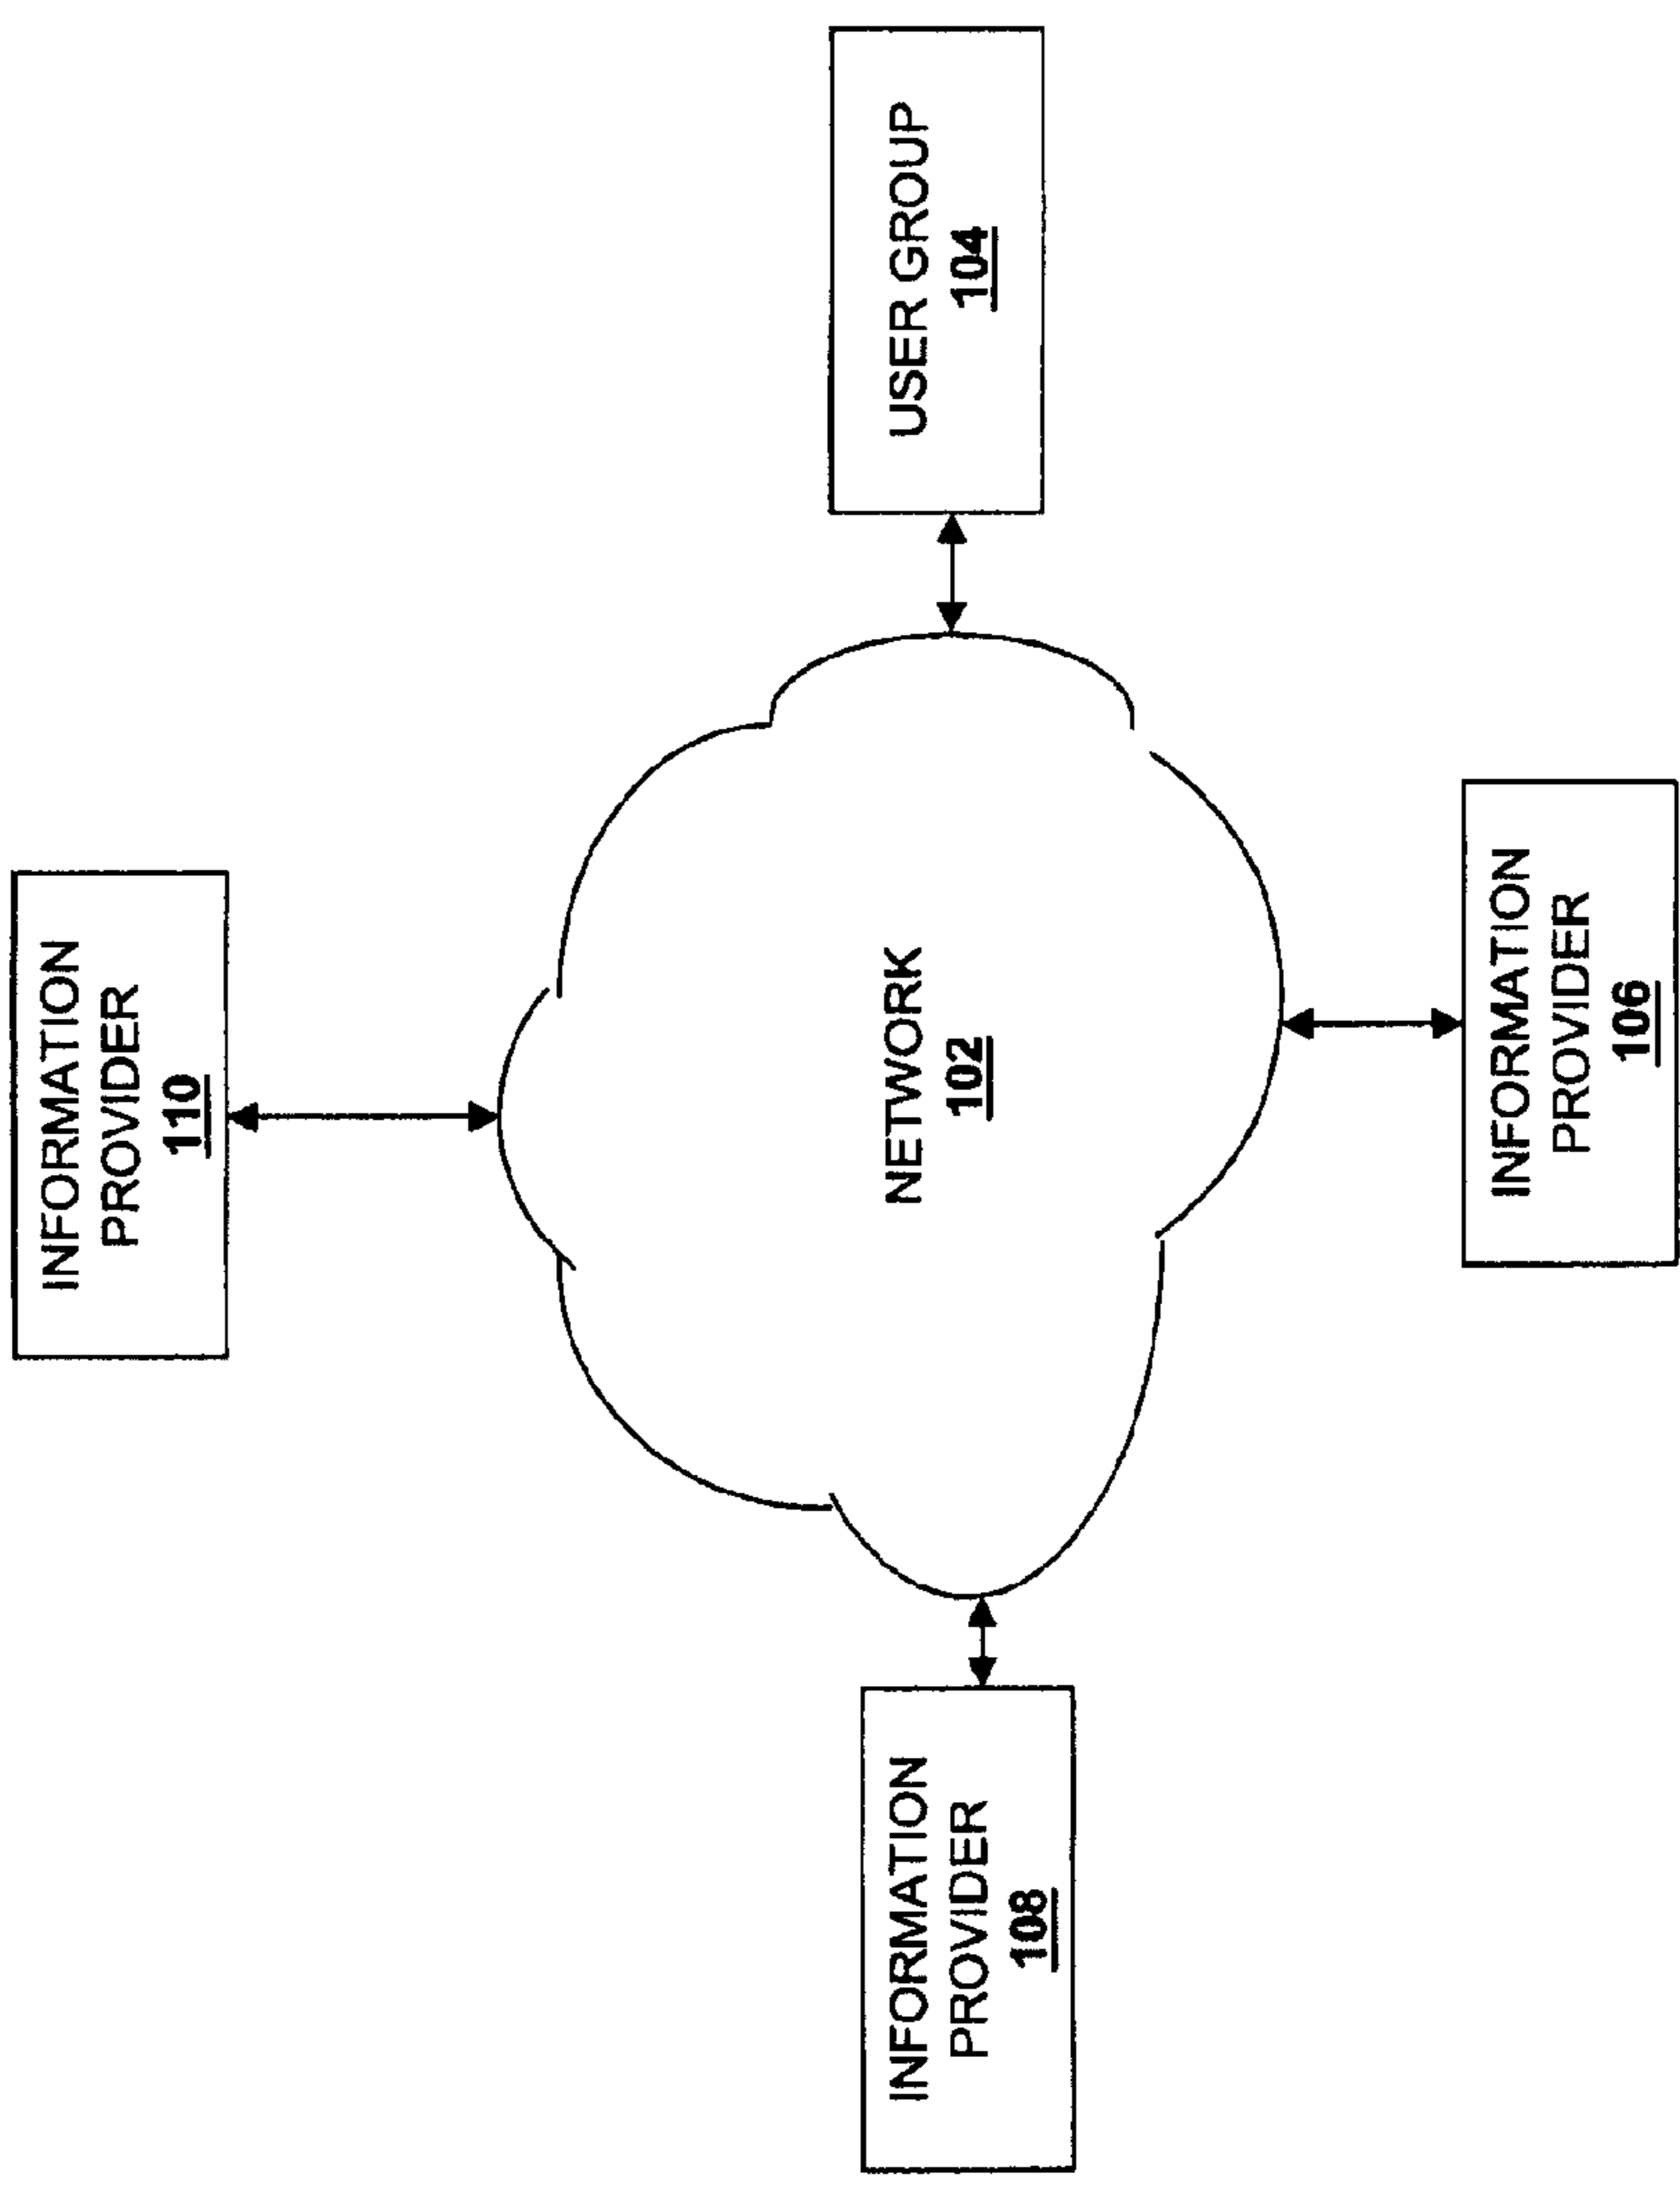 INFORMATION
PROVIDER
110
INFORMATION
PROVIDER
108
NETWORK
102
USER GROUP
104
INFORMATION
PROVIDER
106